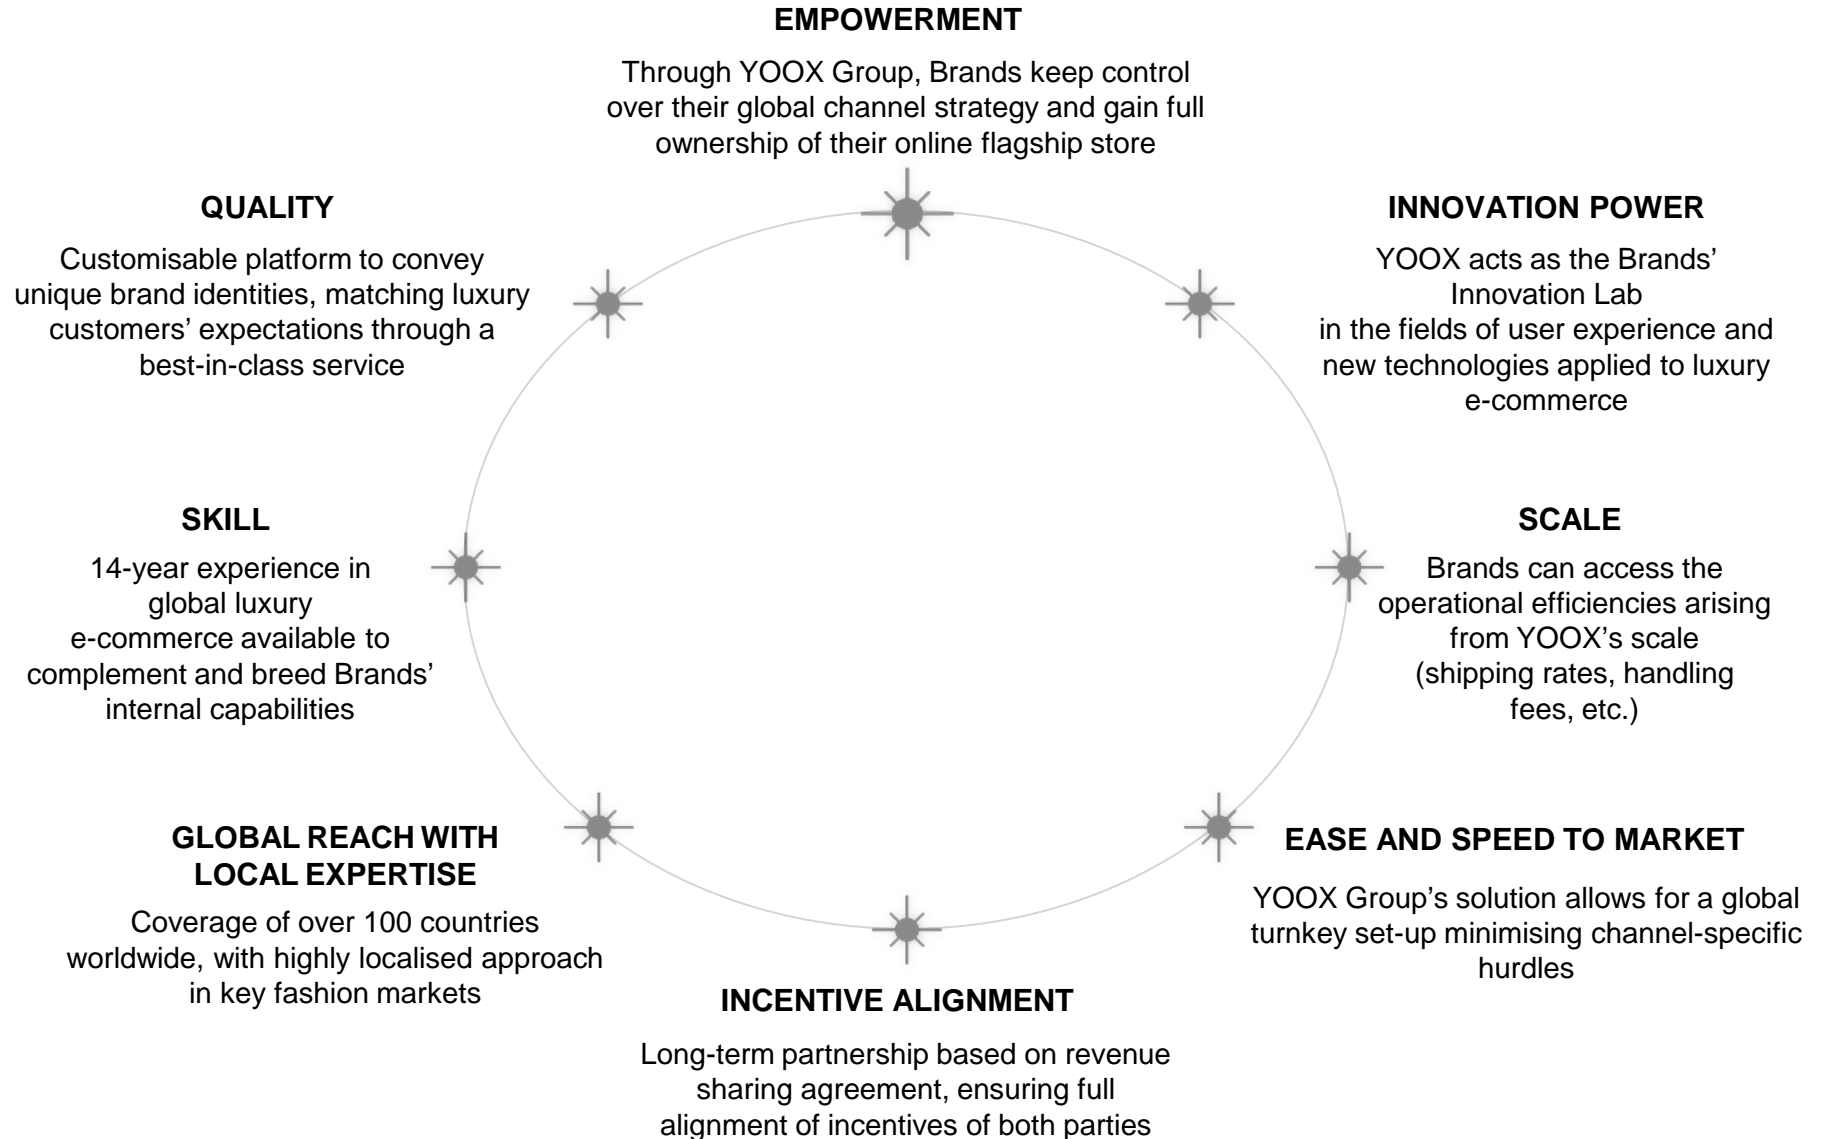 EMPOWERMENT
Through YOOX Group, Brands keep control
over their global channel strategy and gain full
ownership of their online flagship store
QUALITY
Customisable platform to convey
unique brand identities, matching luxury
customers’ expectations through a
best-in-class service
INNOVATION POWER
YOOX acts as the Brands’
Innovation Lab
in the fields of user experience and
new technologies applied to luxury
e-commerce
SKILL
14-year experience in
global luxury
e-commerce available to
complement and breed Brands’
internal capabilities
SCALE
Brands can access the
operational efficiencies arising
from YOOX’s scale
(shipping rates, handling
fees, etc.)
GLOBAL REACH WITH
LOCAL EXPERTISE
Coverage of over 100 countries
worldwide, with highly localised approach
in key fashion markets
EASE AND SPEED TO MARKET
YOOX Group’s solution allows for a global
turnkey set-up minimising channel-specific
hurdles
INCENTIVE ALIGNMENT
Long-term partnership based on revenue
sharing agreement, ensuring full
alignment of incentives of both parties